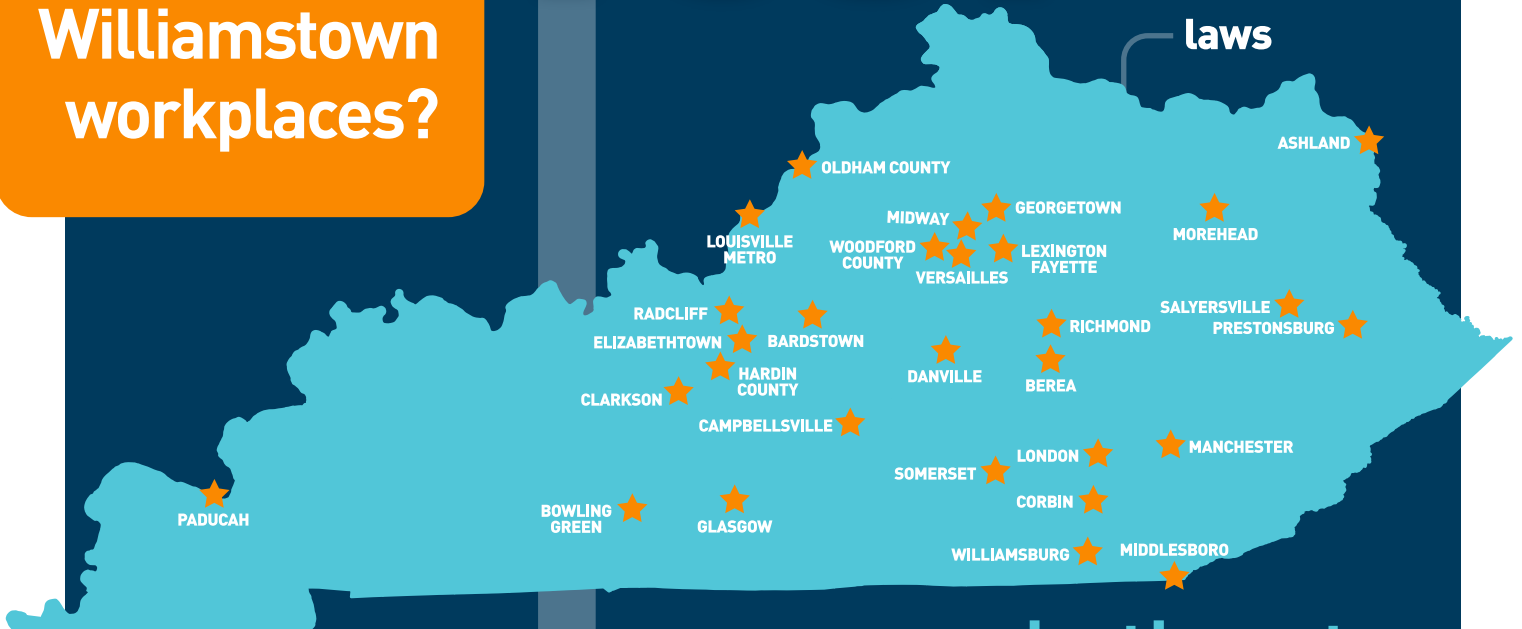 Williamstown
workplaces?
laws
ASHLAND
OLDHAM COUNTY
GEORGETOWN
MIDWAY
MOREHEAD
LOUISVILLE
METRO
WOODFORD
COUNTY
LEXINGTON
FAYETTE
VERSAILLES
SALYERSVILLE
RADCLIFF
PRESTONSBURG
RICHMOND
ELIZABETHTOWN
BARDSTOWN
HARDIN
COUNTY
DANVILLE
BEREA
CLARKSON
CAMPBELLSVILLE
MANCHESTER
LONDON
SOMERSET
CORBIN
PADUCAH
BOWLING
GREEN
GLASGOW
WILLIAMSBURG
MIDDLESBORO